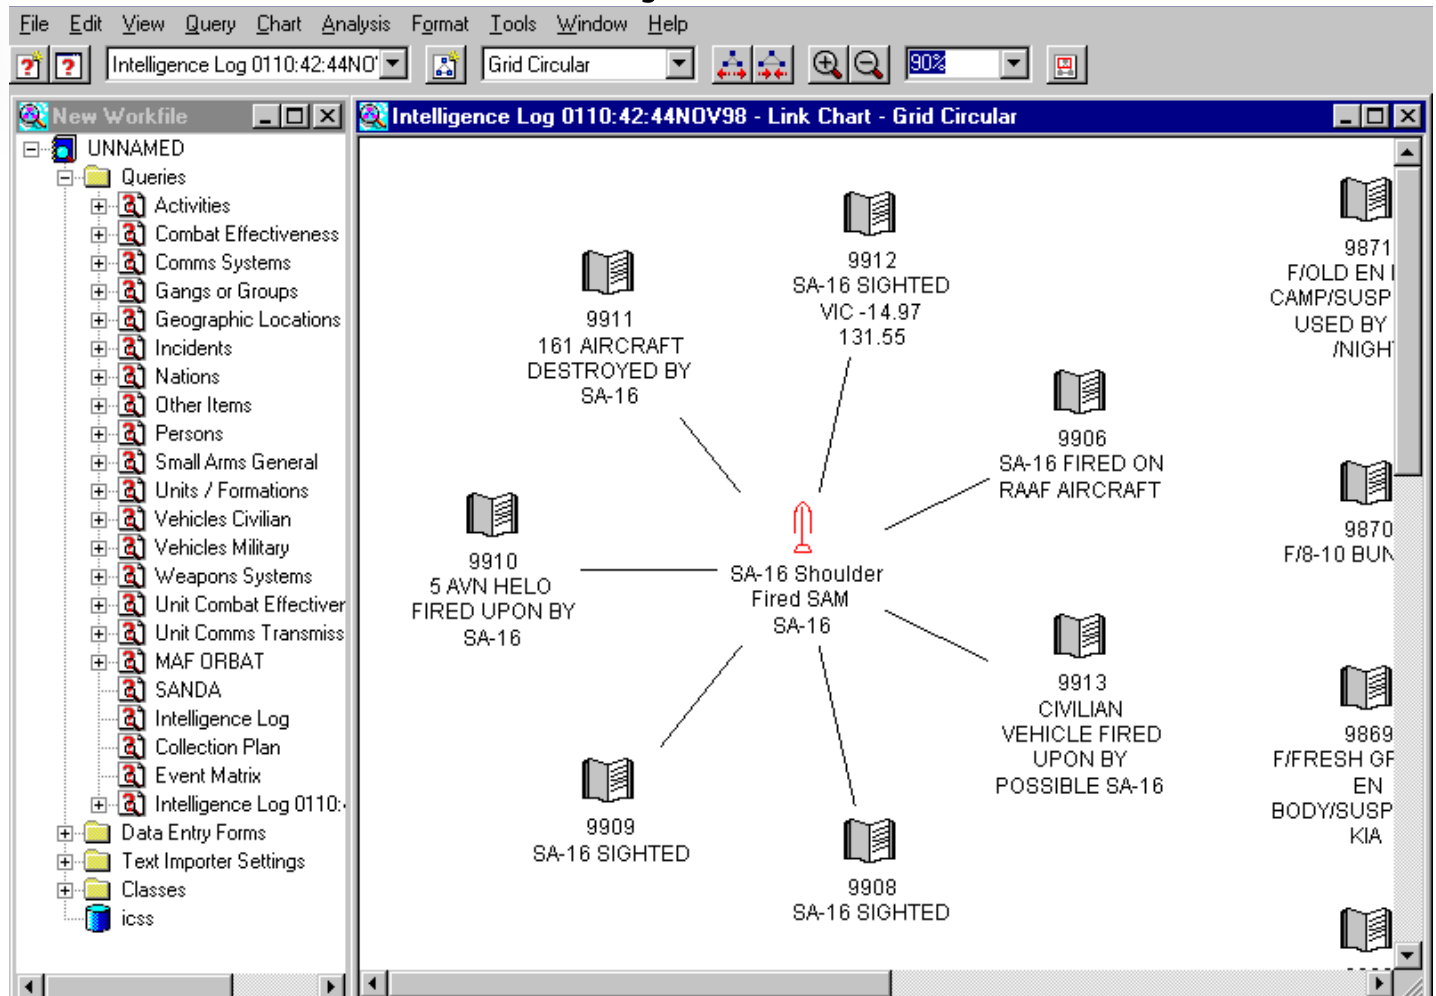 File Edit View Query Chart Analysis Format Tools Window Help
Intelligence Log 0110:42:44NO'
Grid Circular
90%
New Workfile
UNNAMED
Queries
Activities
Combat Effectiveness
Comms Systems
Gangs or Groups
Geographic Locations
Incidents
Nations
Other Items
Persons
Small Arms General
Units / Formations
Vehicles Civilian
Vehicles Military
Weapons Systems
Unit Combat Effectiver
Unit Comms Transmiss
MAF ORBAT
SANDA
Intelligence Log
Collection Plan
Event Matrix
Intelligence Log 0110:
Data Entry Forms
Text Importer Settings
Classes
icss
Intelligence Log 0110:42:44NOV98 - Link Chart - Grid Circular
9911
161 AIRCRAFT
DESTROYED BY
SA-16
9912
SA-16 SIGHTED
VIC -14.97
131.55
9906
SA-16 FIRED ON
RAAF AIRCRAFT
9910
5 AVN HELO
FIRED UPON BY
SA-16
SA-16 Shoulder
Fired SAM
SA-16
9913
CIVILIAN
VEHICLE FIRED
UPON BY
POSSIBLE SA-16
9909
SA-16 SIGHTED
9908
SA-16 SIGHTED
9871
F/OLD EN
CAMP/SUSP
USED BY
/NIGH
9870
F/8-10 BUN
9869
F/FRESH GR
EN
BODY/SUSP
KIA